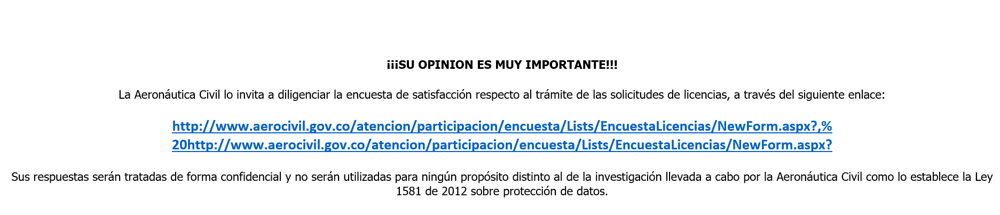 ¡¡¡SU OPINION ES MUY IMPORTANTE!!!
La Aeronáutica Civil lo invita a diligenciar la encuesta de satisfacción respecto al trámite de las solicitudes de licencias, a través del siguiente enlace:
http://www.aerocivil.gov.co/atencion/participacion/encuesta/Lists/EncuestaLicencias/NewForm.aspx?,%
20http://www.aerocivil.gov.co/atencion/participacion/encuesta/Lists/EncuestaLicencias/NewForm.aspx?
Sus respuestas serán tratadas de forma confidencial y no serán utilizadas para ningún propósito distinto al de la investigación llevada a cabo por la Aeronáutica Civil como lo establece la Ley
1581 de 2012 sobre protección de datos.